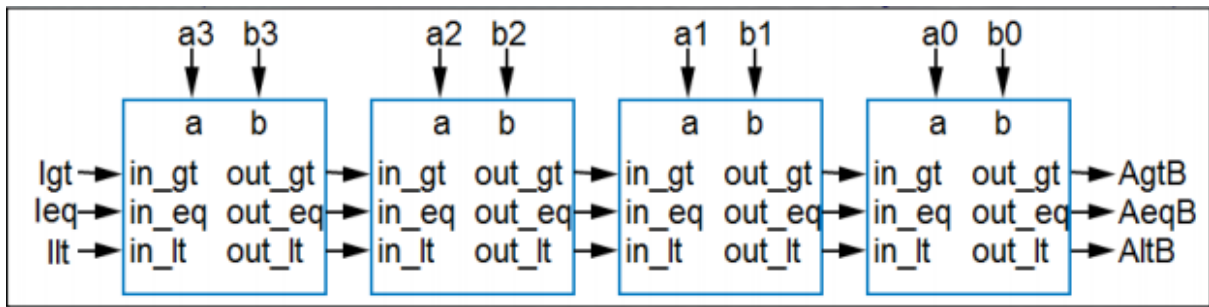 a3 b3 a2 b2 a1 b1 a0 b0
a b a b a b a b
Igt in_gt out_gt in_gt out_gt in_gt out_gt in_gt out_gt AgtB
Ieq in_eq out_eq in_eq out_eq in_eq out_eq in_eq out_eq AeqB
Ilt in_lt out_lt in_lt out_lt in_lt out_lt in_lt out_lt AltB